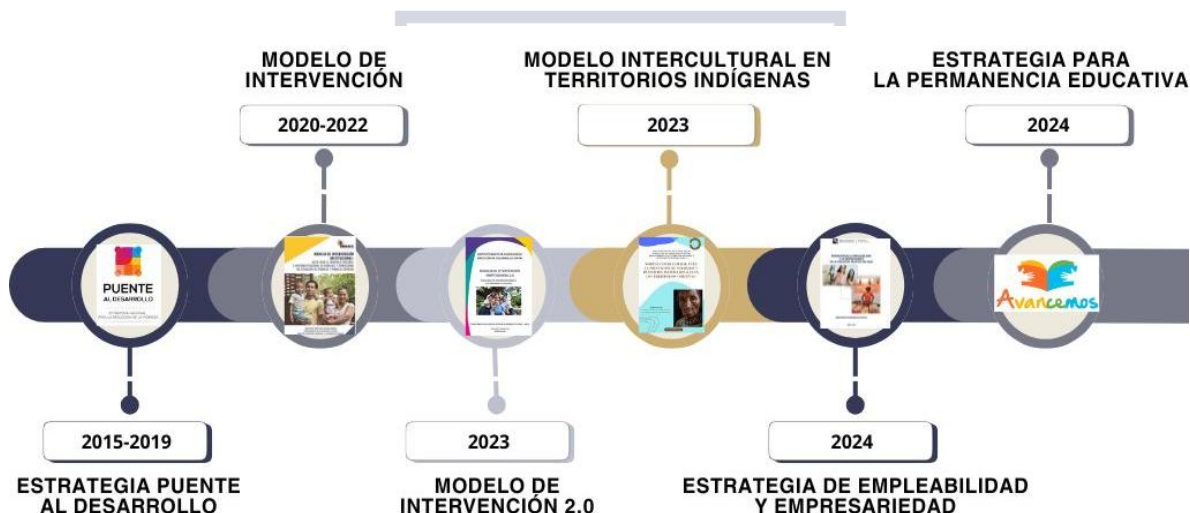 MODELO DE
INTERVENCIÓN
2020-2022
MODELO INTERCULTURAL EN
TERRITORIOS INDÍGENAS
2023
ESTRATEGIA PARA
LA PERMANENCIA EDUCATIVA
2024
PUENTE
AL DESARROLLO
Avancemos
2015-2019
ESTRATEGIA PUENTE
AL DESARROLLO
2023
MODELO DE
INTERVENCIÓN 2.0
2024
ESTRATEGIA DE EMPLEABILIDAD
Y EMPRESARIEDAD